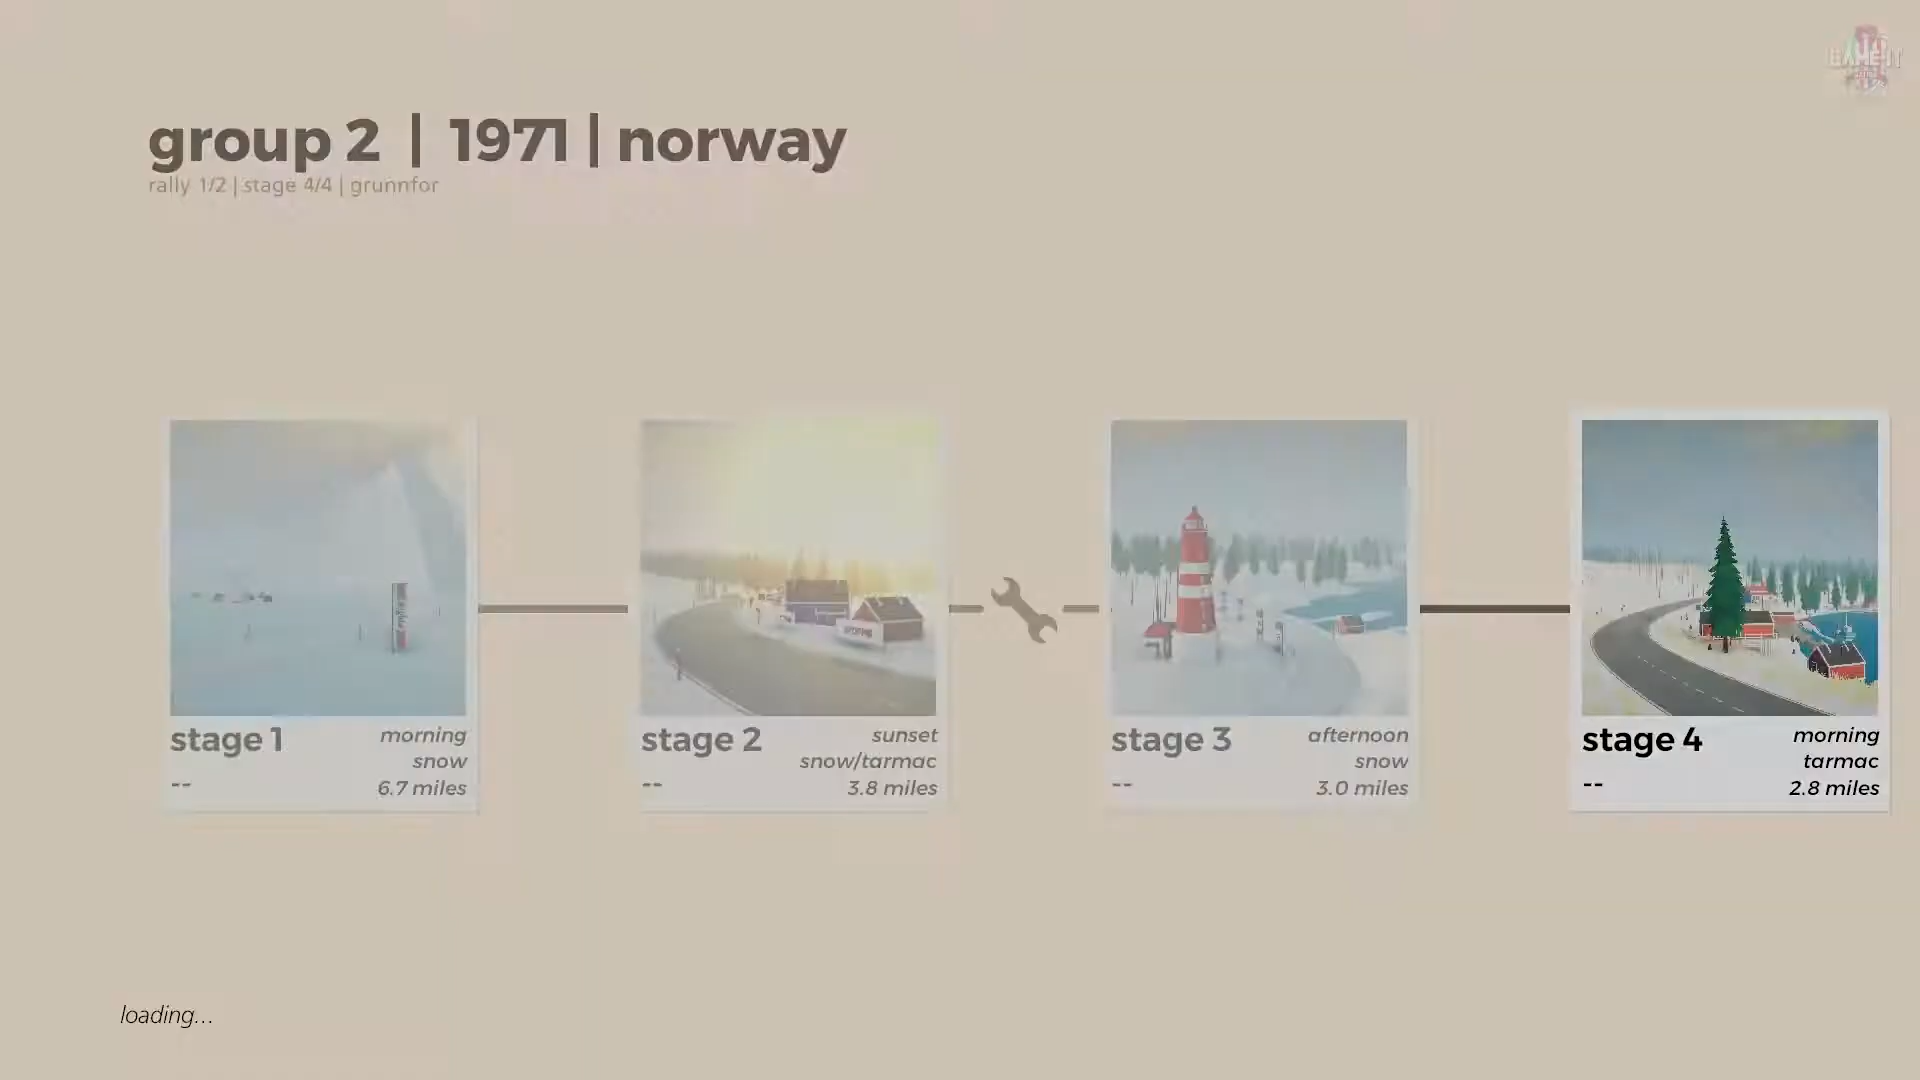 group 2 | 1971 | norway
rally 1/2 | stage 4/4 | grunnfor
stage 1
morning
snow
--
6.7 miles
stage 2
sunset
snow/tarmac
--
3.8 miles
stage 3
afternoon
snow
--
3.0 miles
stage 4
morning
tarmac
--
2.8 miles
loading...